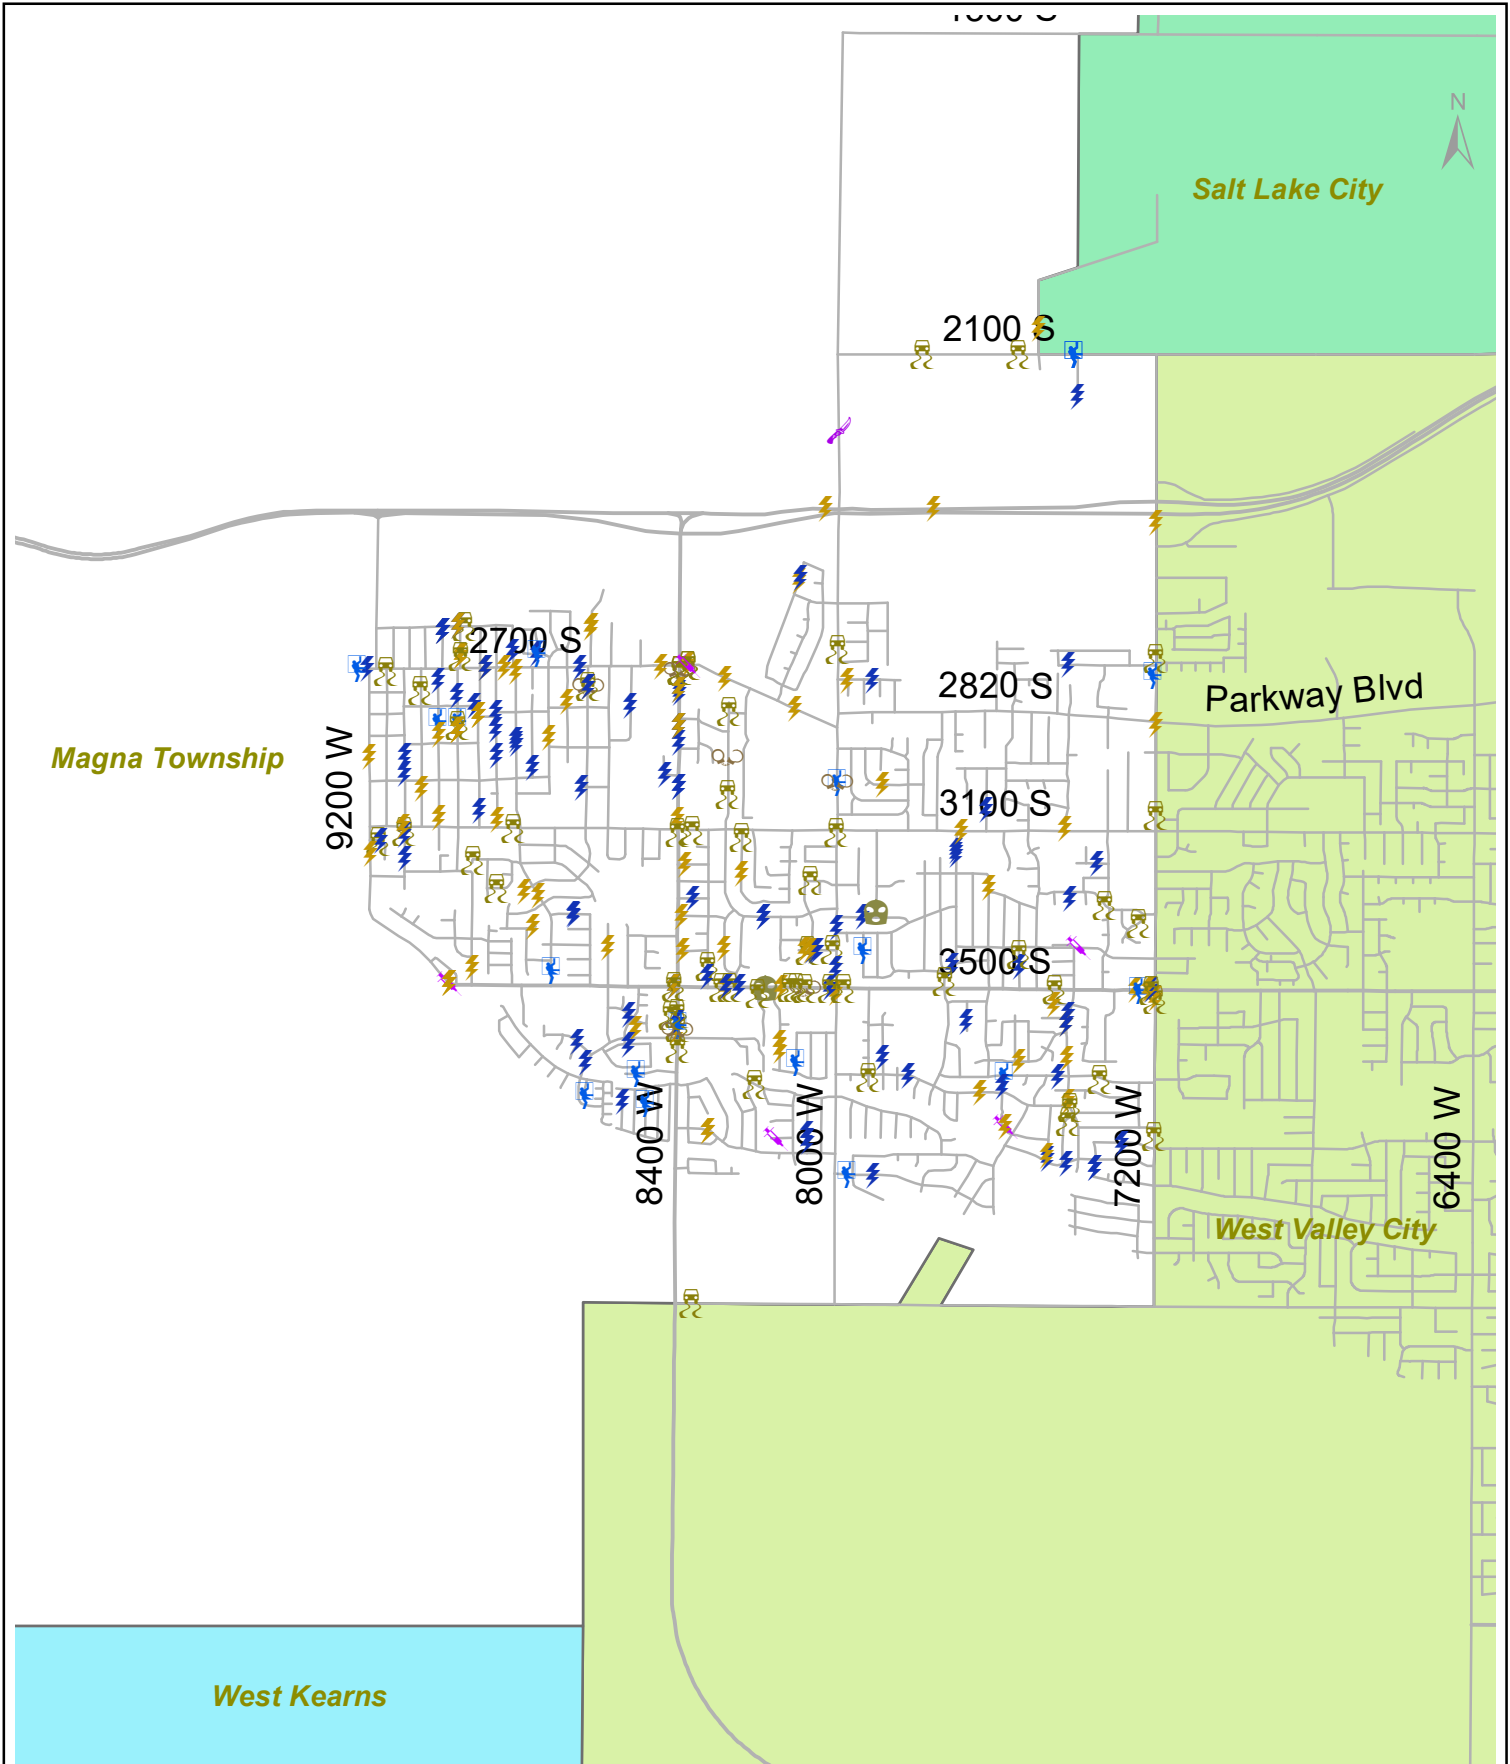 N
Salt Lake City
2100 S
2700 S
2820 S
Parkway Blvd
Magna Township
9200 W
3100 S
3500 S
8400 W
8000 W
7200 W
6400 W
West Valley City
West Kearns